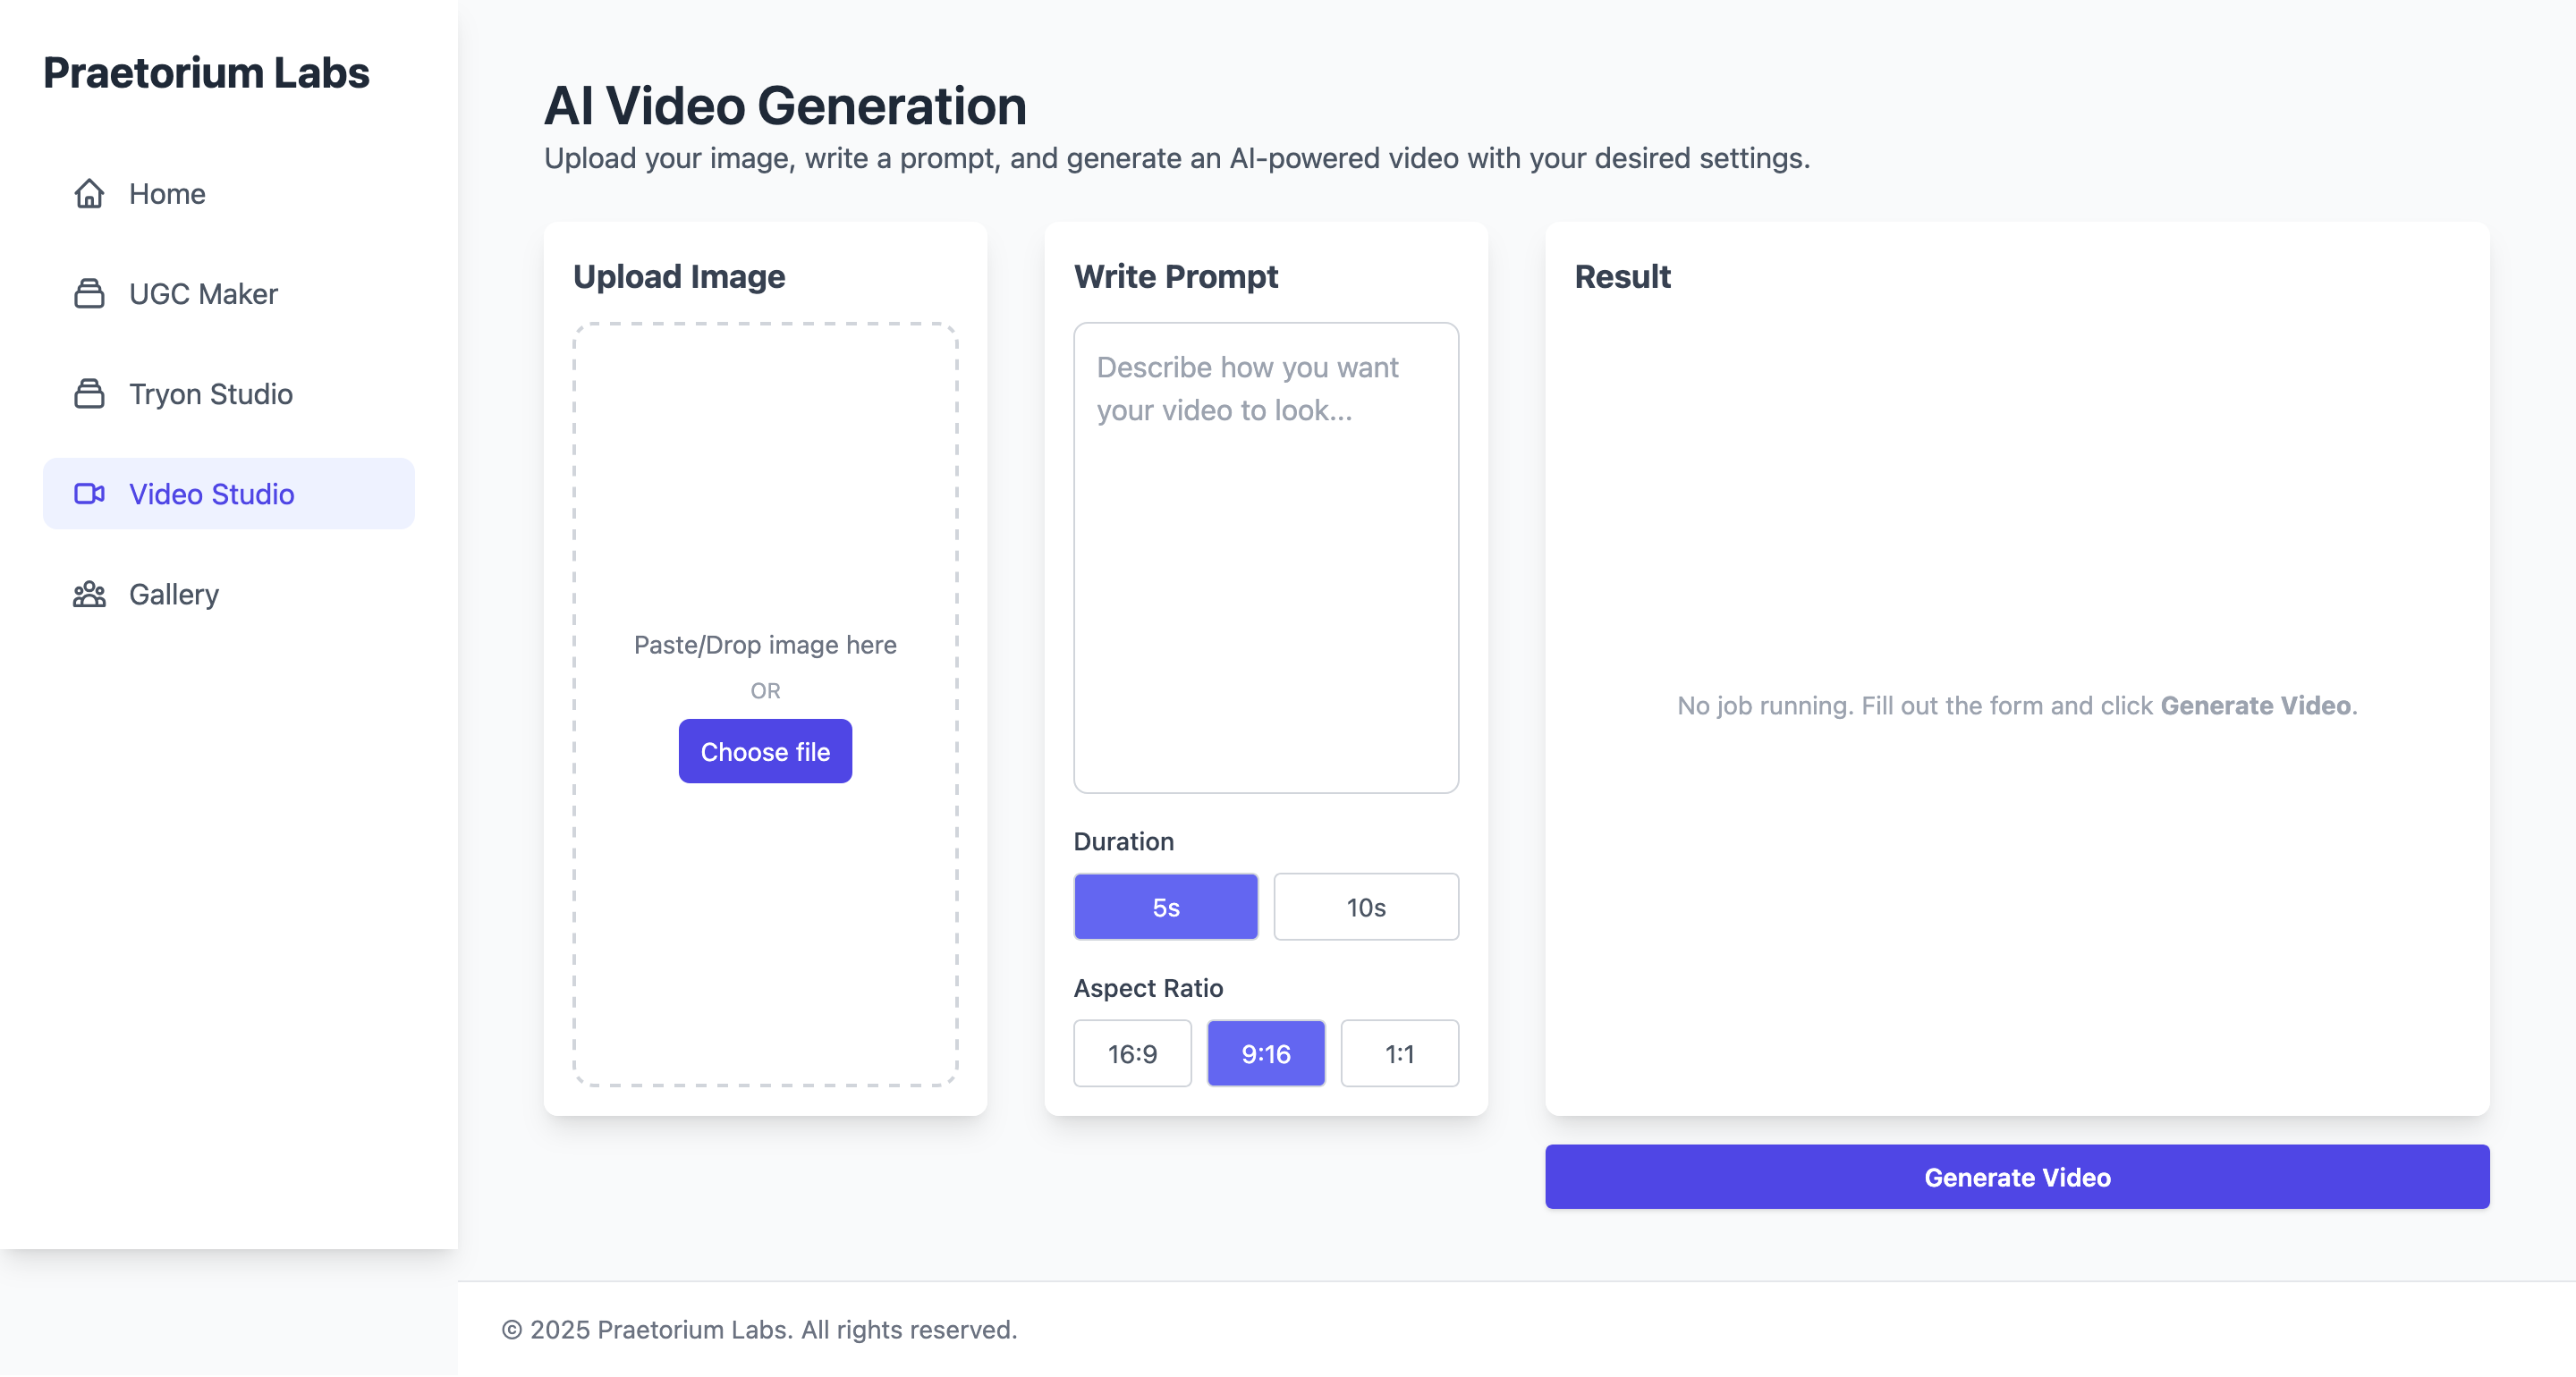 Praetorium Labs
Home
UGC Maker
Tryon Studio
Video Studio
Gallery
AI Video Generation
Upload your image, write a prompt, and generate an AI-powered video with your desired settings.
Upload Image
Paste/Drop image here
OR
Choose file
Write Prompt
Describe how you want
your video to look...
Duration
5s
10s
Aspect Ratio
16:9
9:16
1:1
Result
No job running. Fill out the form and click Generate Video.
Generate Video
© 2025 Praetorium Labs. All rights reserved.